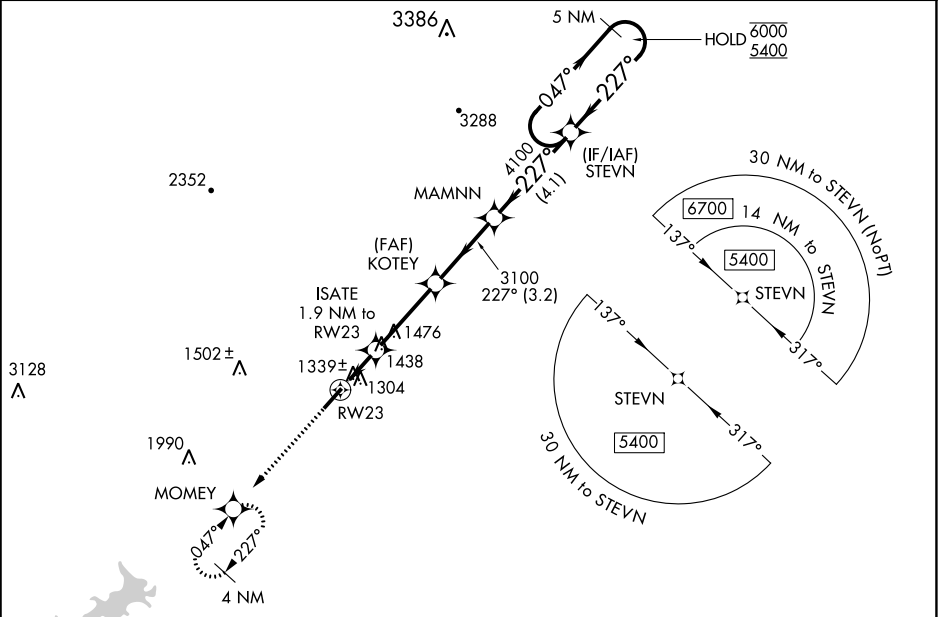 3386
5 NM
HOLD 6000
5400
047°
227°
3288
(IF/IAF)
STEVN
4100
227°
(4.1)
2352
MAMNN
30 NM to STEVN (NoPT)
6700
14 NM to STEVN
137°
5400
STEVN
317°
(FAF)
KOTEY
3100
227° (3.2)
ISATE
1.9 NM to
RW23
1476
1438
1502 ±
1339 ±
1304
RW23
3128
137°
STEVN
317°
5400
30 NM to STEVN
1990
MOMEY
047°
227°
4 NM